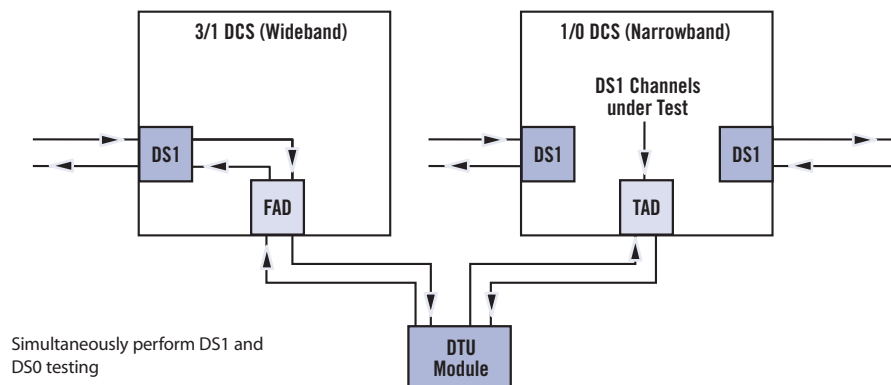 3/1 DCS (Wideband)
1/0 DCS (Narrowband)
DS1 Channels
under Test
DS1
DS1
DS1
FAD
TAD
DTU
Module
Simultaneously perform DS1 and
DS0 testing